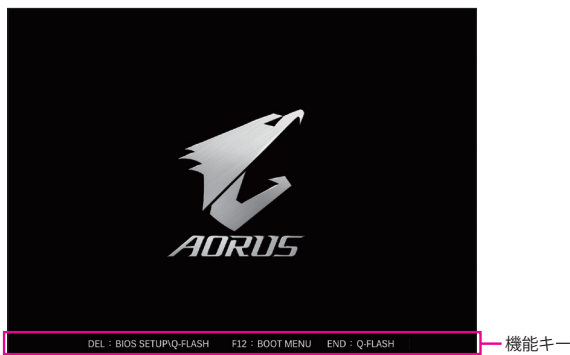 AORUS
DEL：BIOS SETUP\Q-FLASH F12：BOOT MENU END：Q-FLASH
機能キー